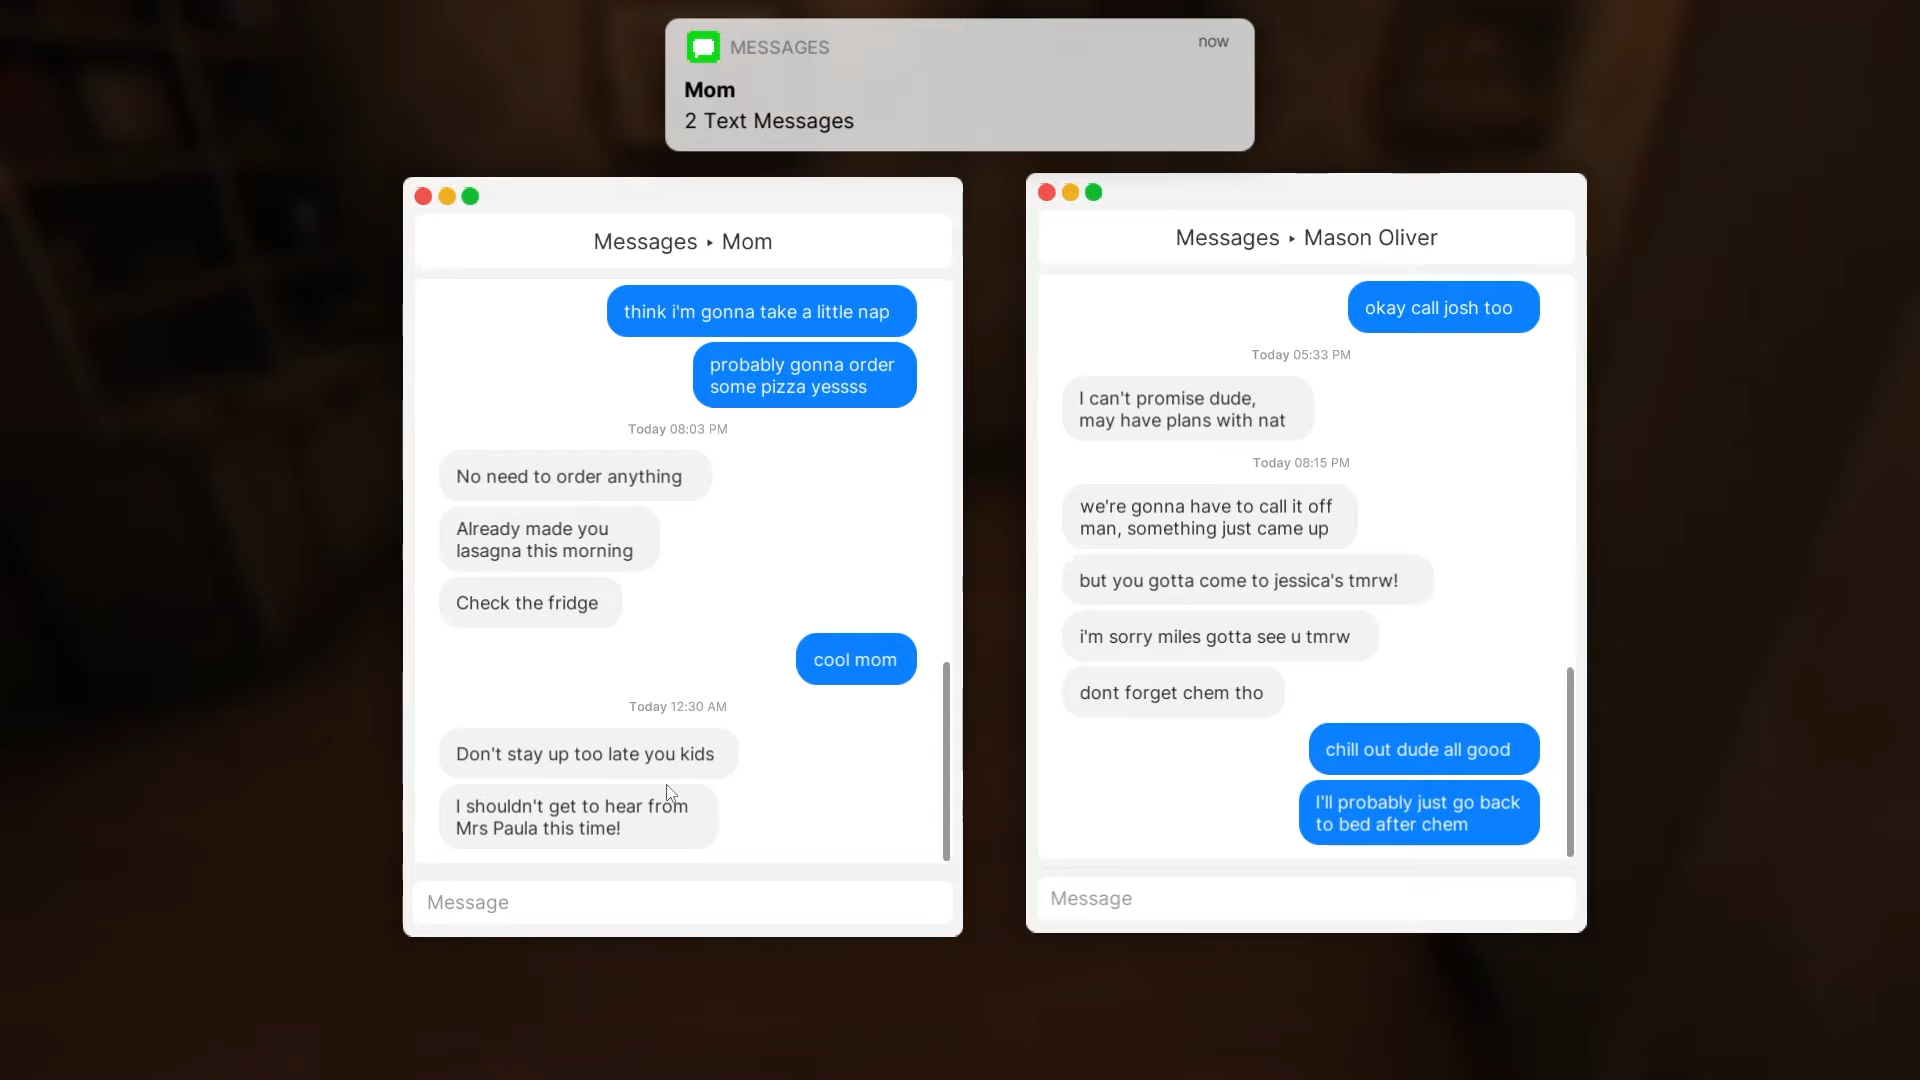 MESSAGES
now
Mom
2 Text Messages
Messages ‣ Mom
think i'm gonna take a little nap
probably gonna order
some pizza yessss
Today 08:03 PM
No need to order anything
Already made you
lasagna this morning
Check the fridge
cool mom
Today 12:30 AM
Don't stay up too late you kids
I shouldn't get to hear from
Mrs Paula this time!
Message
Messages ‣ Mason Oliver
okay call josh too
Today 05:33 PM
I can't promise dude,
may have plans with nat
Today 08:15 PM
we're gonna have to call it off
man, something just came up
but you gotta come to jessica's tmrw!
i'm sorry miles gotta see u tmrw
dont forget chem tho
chill out dude all good
I'll probably just go back
to bed after chem
Message